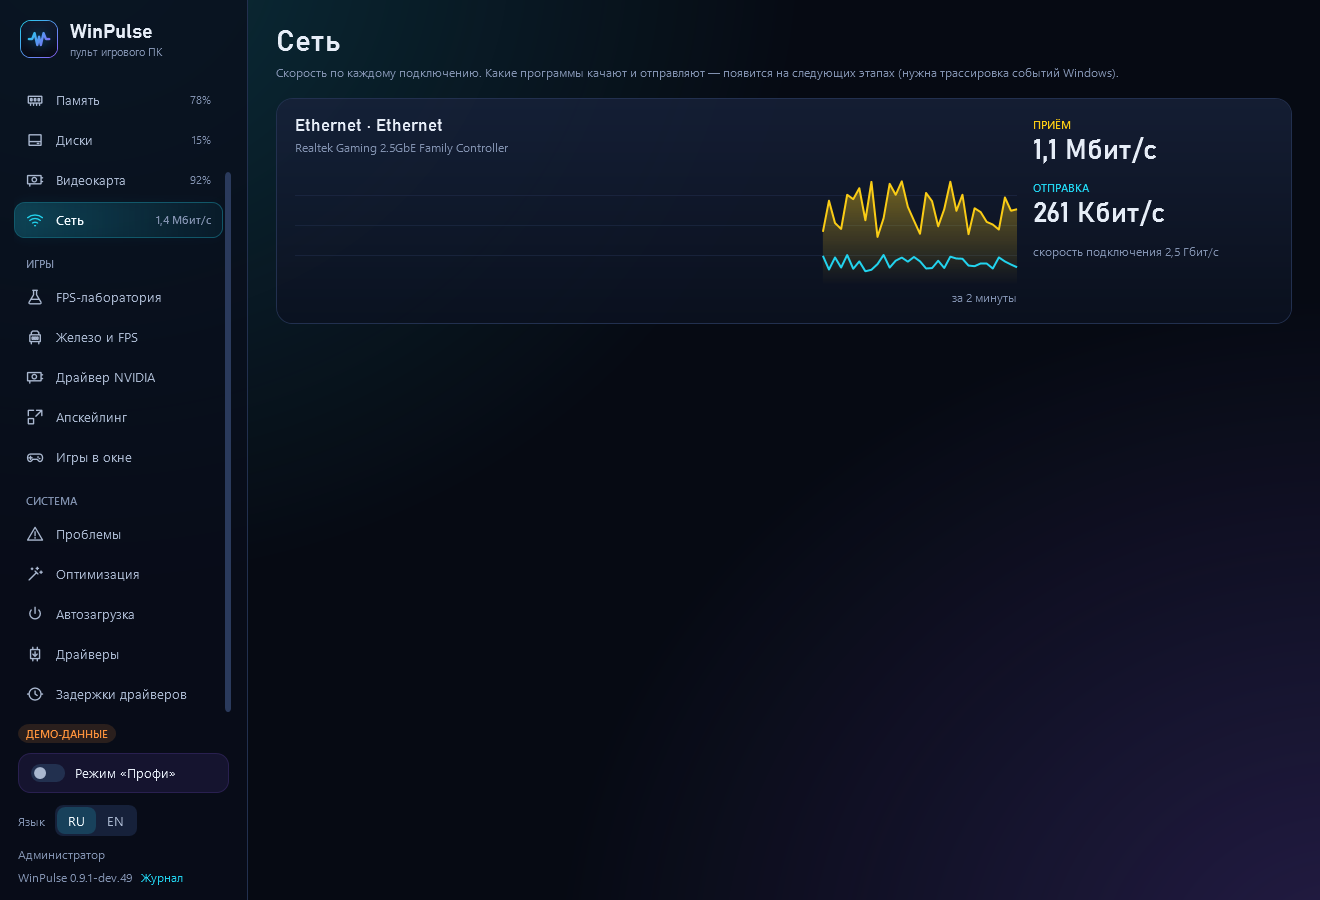 WinPulse
пульт игрового ПК
Память 78%
Диски 15%
Видеокарта 92%
Сеть 1,4 Мбит/с
ИГРЫ
FPS-лаборатория
Железо и FPS
Драйвер NVIDIA
Апскейлинг
Игры в окне
СИСТЕМА
Проблемы
Оптимизация
Автозагрузка
Драйверы
Задержки драйверов
ДЕМО-ДАННЫЕ
Режим «Профи»
Язык RU EN
Администратор
WinPulse 0.9.1-dev.49 Журнал
Сеть
Скорость по каждому подключению. Какие программы качают и отправляют — появится на следующих этапах (нужна трассировка событий Windows).
Ethernet · Ethernet
Realtek Gaming 2.5GbE Family Controller
за 2 минуты
ПРИЁМ
1,1 Мбит/с
ОТПРАВКА
261 Кбит/с
скорость подключения 2,5 Гбит/с